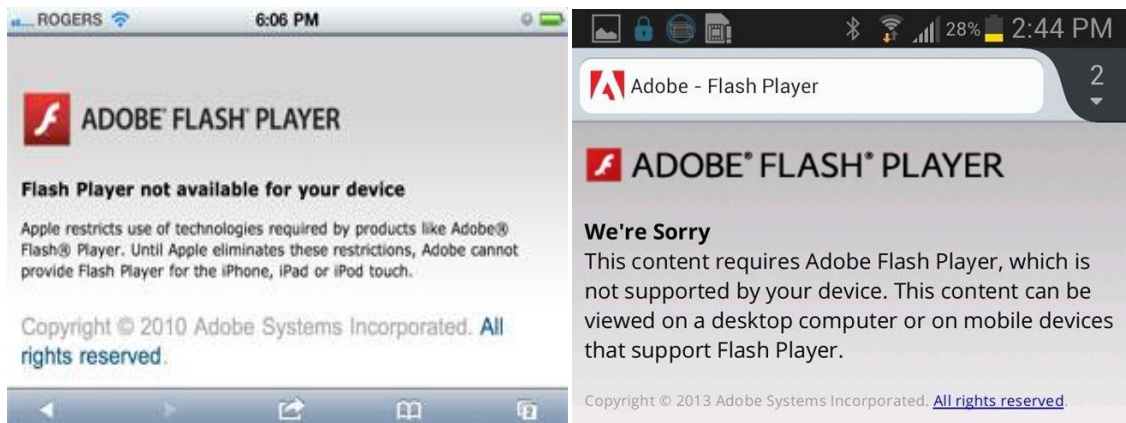 ROGERS 6:06 PM
ADOBE® FLASH® PLAYER
Flash Player not available for your device
Apple restricts use of technologies required by products like Adobe®
Flash® Player. Until Apple eliminates these restrictions, Adobe cannot
provide Flash Player for the iPhone, iPad or iPod touch.
Copyright © 2010 Adobe Systems Incorporated. All
rights reserved.
2
28% 2:44 PM
Adobe - Flash Player
2
ADOBE® FLASH® PLAYER
We're Sorry
This content requires Adobe Flash Player, which is
not supported by your device. This content can be
viewed on a desktop computer or on mobile devices
that support Flash Player.
Copyright © 2013 Adobe Systems Incorporated. All rights reserved.